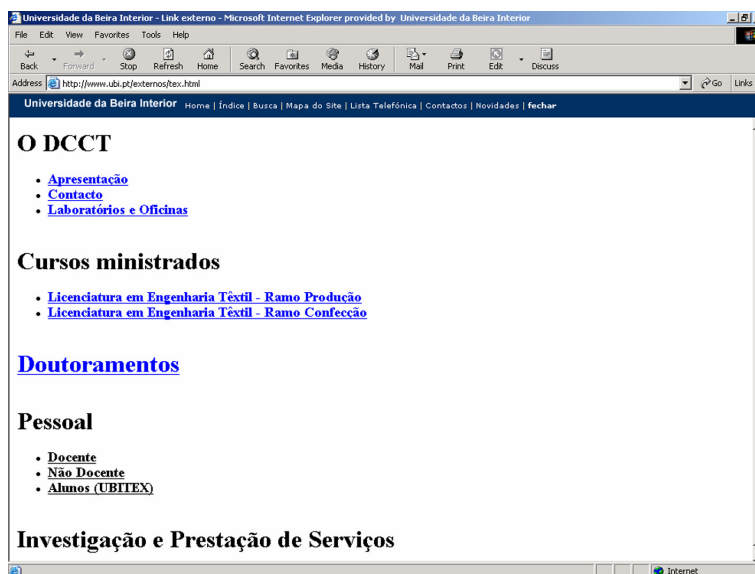 Universidade da Beira Interior - Link externo - Microsoft Internet Explorer provided by Universidade da Beira Interior
File Edit View Favorites Tools Help
Back Forward Stop Refresh Home Search Favorites Media History Mail Print Edit Discuss
Address http://www.ubi.pt/externos/tex.html Go Links
Universidade da Beira Interior Home | Índice | Busca | Mapa do Site | Lista Telefónica | Contactos | Novidades | fechar
O DCCT
Apresentação
Contacto
Laboratórios e Oficinas
Cursos ministrados
Licenciatura em Engenharia Têxtil - Ramo Produção
Licenciatura em Engenharia Têxtil - Ramo Confecção
Doutoramentos
Pessoal
Docente
Não Docente
Alunos (UBITEX)
Investigação e Prestação de Serviços
Internet